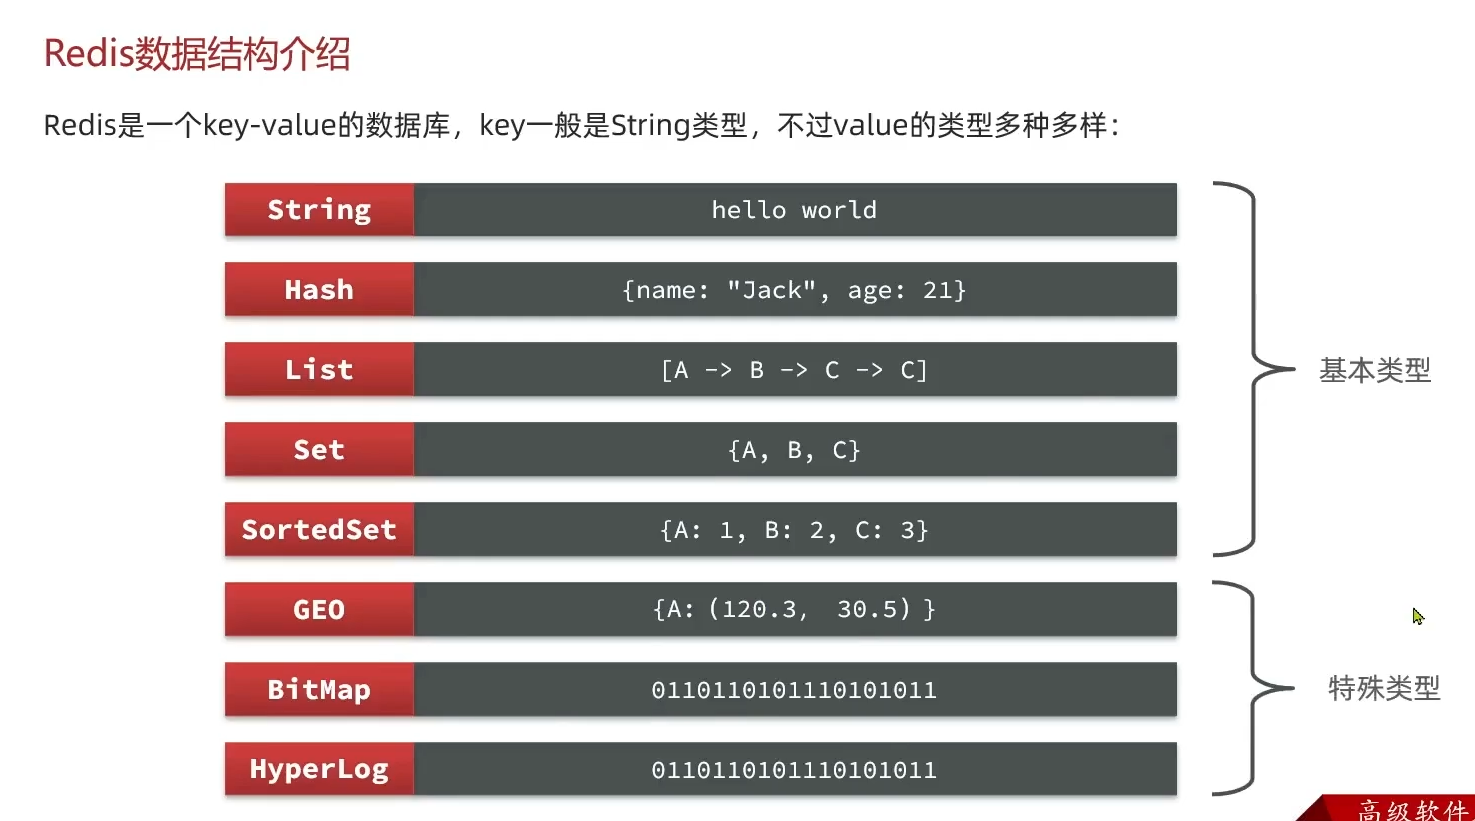 Redis数据结构介绍
Redis是一个key-value的数据库，key一般是String类型，不过value的类型多种多样：
String hello world
Hash {name: "Jack", age: 21}
List [A -> B -> C -> C]
Set {A, B, C}
SortedSet {A: 1, B: 2, C: 3}
基本类型
GEO {A:（120.3, 30.5）}
BitMap 0110110101110101011
HyperLog 0110110101110101011
特殊类型
高级软件